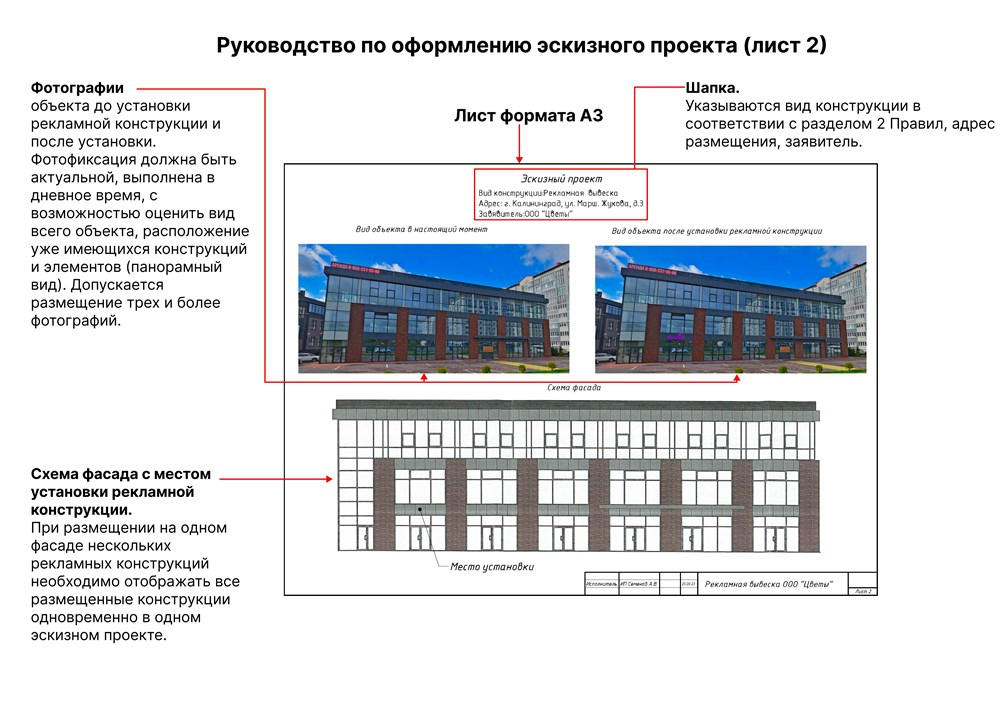 Руководство по оформлению эскизного проекта (лист 2)
Фотографии
объекта до установки
рекламной конструкции и
после установки.
Фотофиксация должна быть
актуальной, выполнена в
дневное время, с
возможностью оценить вид
всего объекта, расположение
уже имеющихся конструкций
и элементов (панорамный
вид). Допускается
размещение трех и более
фотографий.
Лист формата А3
Шапка.
Указываются вид конструкции в
соответствии с разделом 2 Правил, адрес
размещения, заявитель.
Эскизный проект
Вид конструкции:Рекламная вывеска
Адрес: г. Калининград, ул. Марш. Жукова, д.3
Заявитель:ООО "Цветы"
Вид объекта в настоящий момент
Вид объекта после установки рекламной конструкции
Схема фасада
Схема фасада с местом
установки рекламной
конструкции.
При размещении на одном
фасаде нескольких
рекламных конструкций
необходимо отображать все
размещенные конструкции
одновременно в одном
эскизном проекте.
Место установки
Исполнитель ИП Семенов А.В
Рекламная вывеска ООО "Цветы"
Лист 2